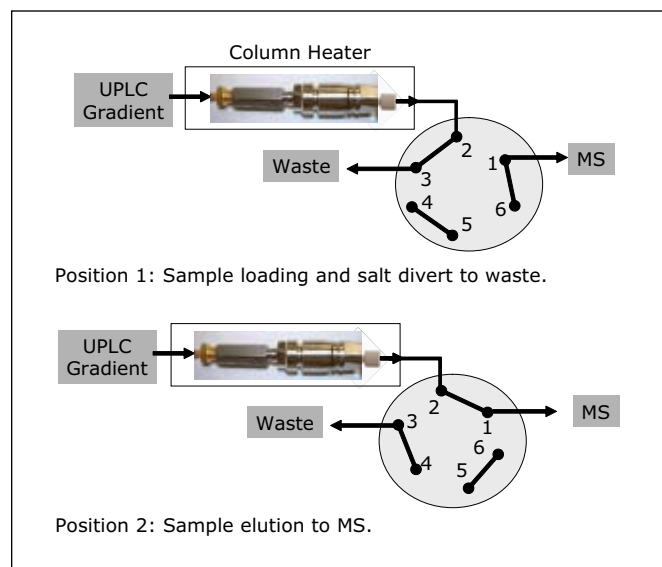 Column Heater
UPLC
Gradient
2
Waste
1
MS
3
4
6
5
Position 1: Sample loading and salt divert to waste.
UPLC
Gradient
2
MS
Waste
3
1
6
4
5
Position 2: Sample elution to MS.